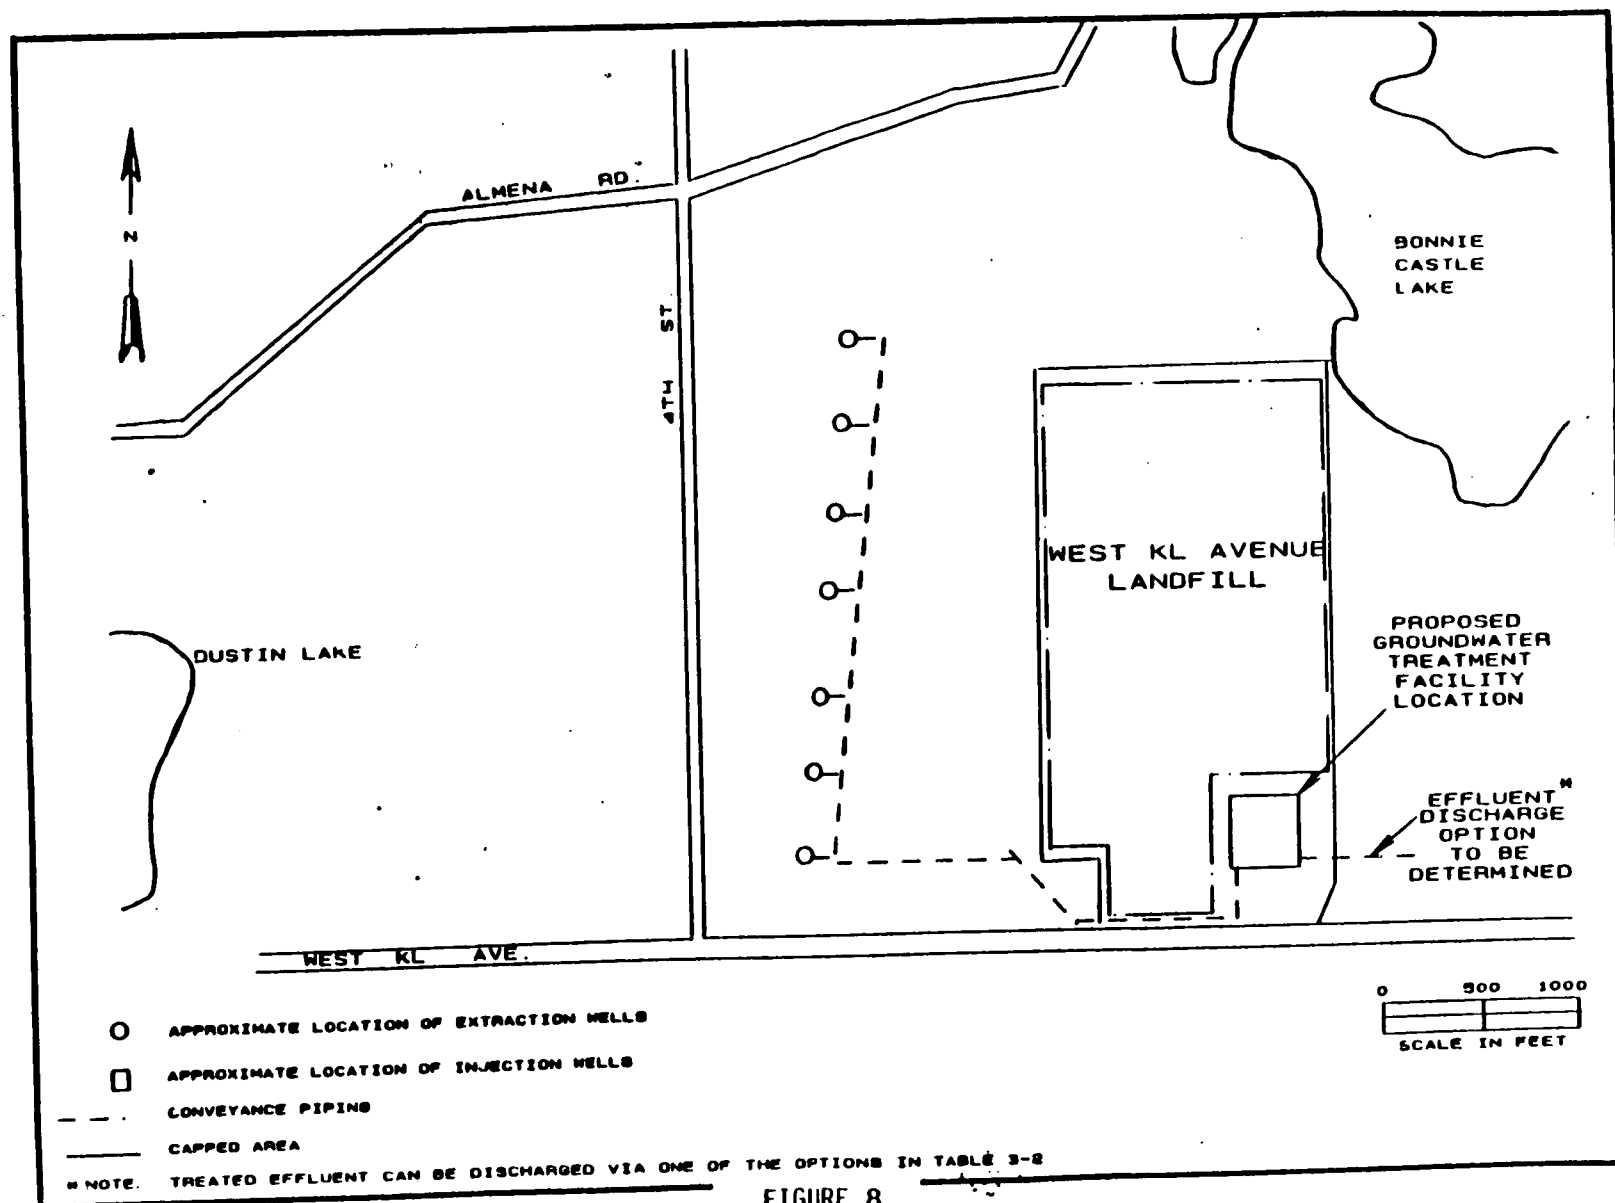 ALMENA RD.
N
4TH ST
BONNIE
CASTLE
LAKE
WEST KL AVENUE
LANDFILL
DUSTIN LAKE
PROPOSED
GROUNDWATER
TREATMENT
FACILITY
LOCATION
EFFLUENT*
DISCHARGE
OPTION
TO BE
DETERMINED
WEST KL AVE.
0 500 1000
SCALE IN FEET
APPROXIMATE LOCATION OF EXTRACTION WELLS
APPROXIMATE LOCATION OF INJECTION WELLS
CONVEYANCE PIPING
CAPPED AREA
* NOTE. TREATED EFFLUENT CAN BE DISCHARGED VIA ONE OF THE OPTIONS IN TABLE 3-2
FIGURE 8